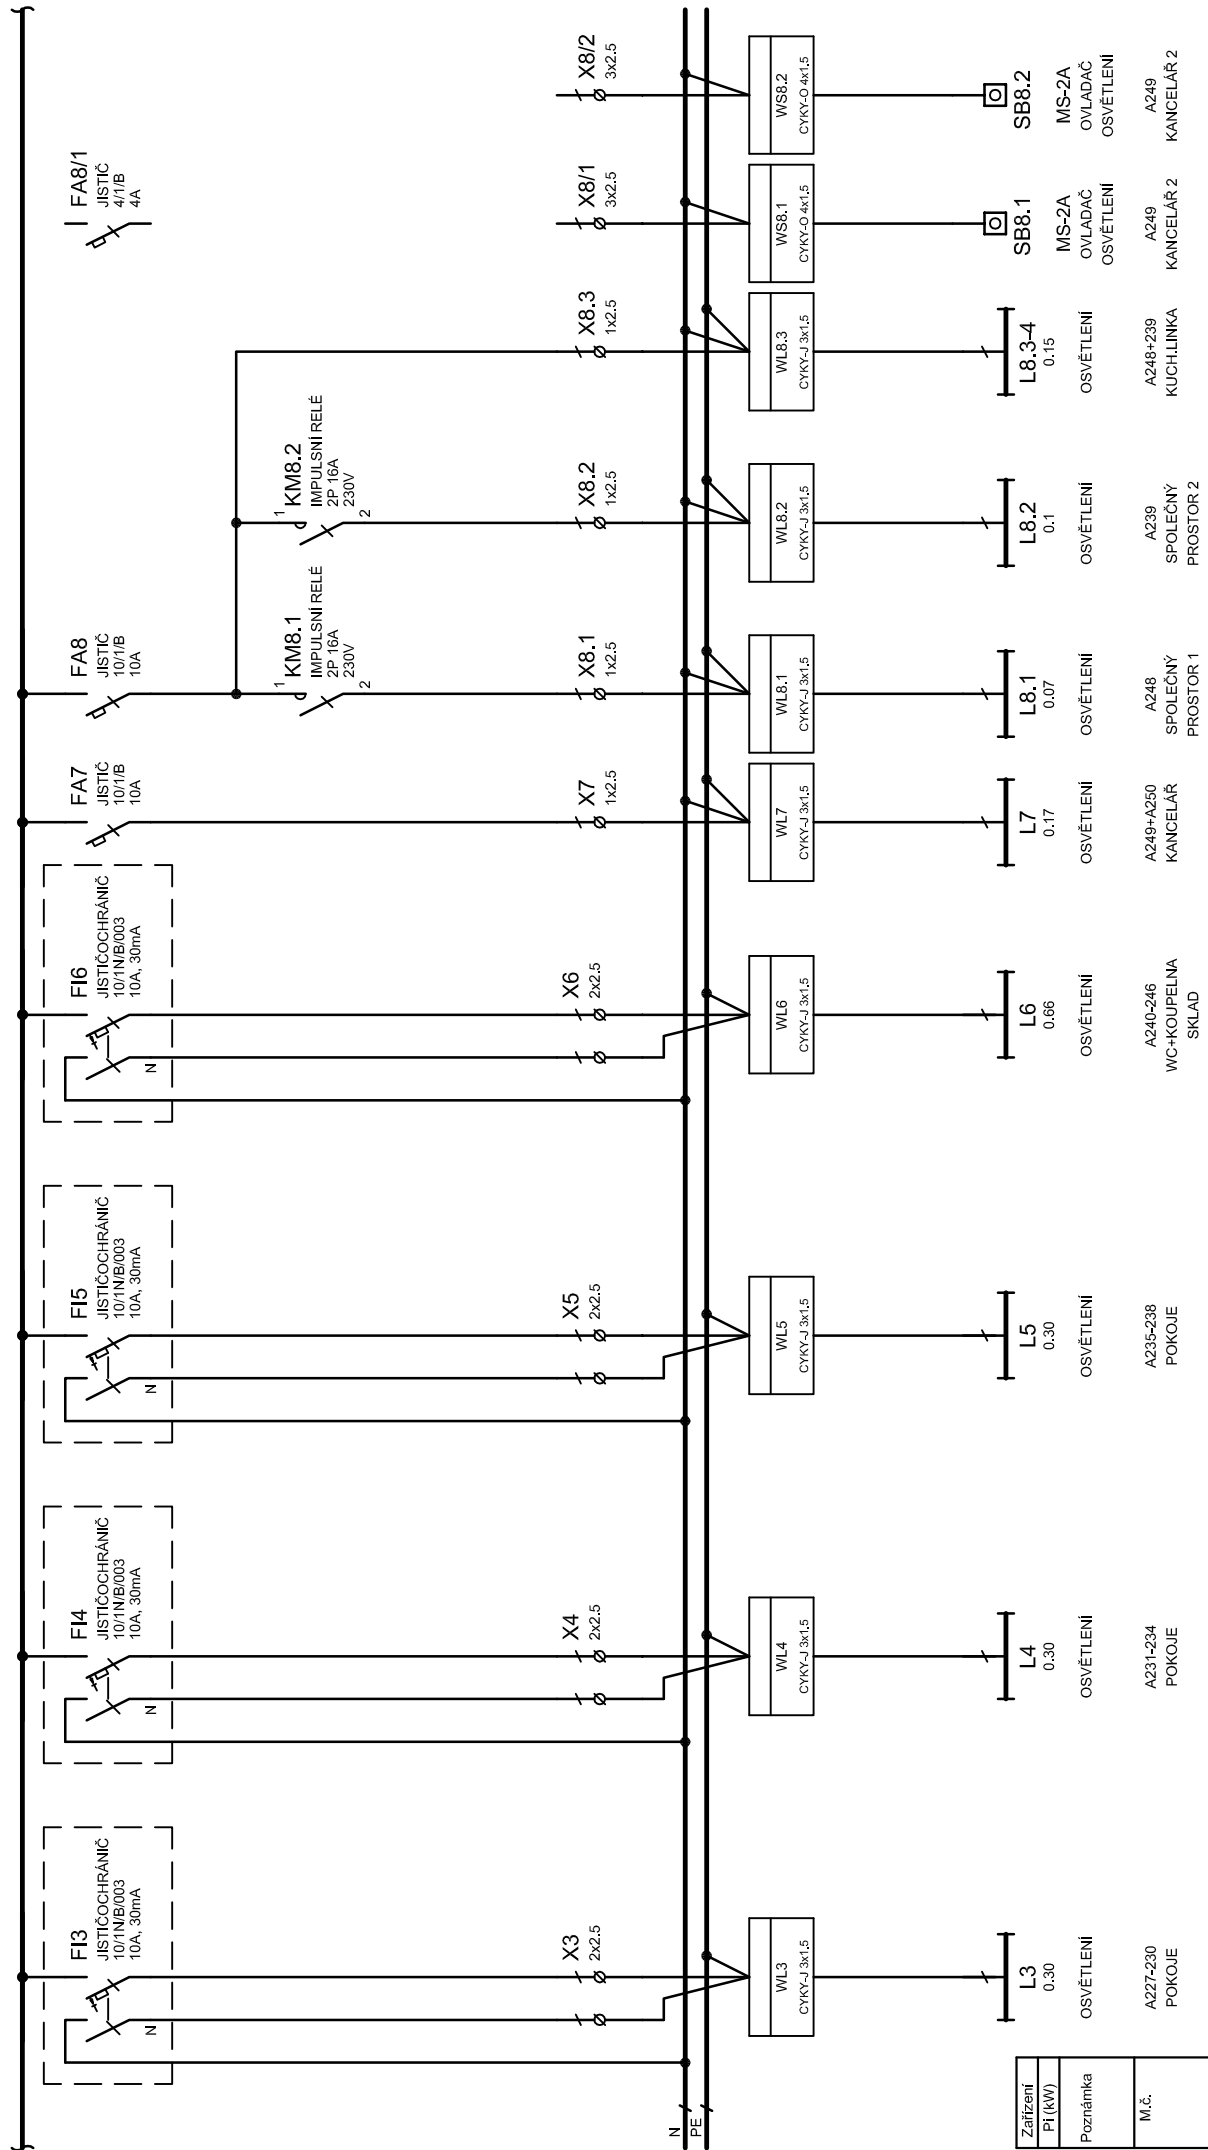 FI3
JISTIČOCHRÁNIČ
10/1N/B/003
10A, 30mA
N
FI4
JISTIČOCHRÁNIČ
10/1N/B/003
10A, 30mA
N
FI5
JISTIČOCHRÁNIČ
10/1N/B/003
10A, 30mA
N
FI6
JISTIČOCHRÁNIČ
10/1N/B/003
10A, 30mA
N
FA7
JISTIČ
10/1/B
10A
FA8
JISTIČ
10/1/B
10A
FA8/1
JISTIČ
4/1/B
4A
1
KM8.1
IMPULSNÍ RELÉ
2P 16A
230V
2
1
KM8.2
IMPULSNÍ RELÉ
2P 16A
230V
2
X3
2x2.5
X4
2x2.5
X5
2x2.5
X6
2x2.5
X7
1x2.5
X8.1
1x2.5
X8.2
1x2.5
X8.3
1x2.5
X8/1
3x2.5
X8/2
3x2.5
N
PE
WL3
CYKY-J 3x1.5
WL4
CYKY-J 3x1.5
WL5
CYKY-J 3x1.5
WL6
CYKY-J 3x1.5
WL7
CYKY-J 3x1.5
WL8.1
CYKY-J 3x1.5
WL8.2
CYKY-J 3x1.5
WL8.3
CYKY-J 3x1.5
WS8.1
CYKY-O 4x1.5
WS8.2
CYKY-O 4x1.5
Zařízení
Pi (kW)
Poznámka
M.č.
L3
0.30
OSVĚTLENÍ
A227-230
POKOJE
L4
0.30
OSVĚTLENÍ
A231-234
POKOJE
L5
0.30
OSVĚTLENÍ
A235-238
POKOJE
L6
0.66
OSVĚTLENÍ
A240-246
WC+KOUPELNA
SKLAD
L7
0.17
OSVĚTLENÍ
A249+A250
KANCELÁŘ
L8.1
0.07
OSVĚTLENÍ
A248
SPOLEČNÝ
PROSTOR 1
L8.2
0.1
OSVĚTLENÍ
A239
SPOLEČNÝ
PROSTOR 2
L8.3-4
0.15
OSVĚTLENÍ
A248+239
KUCH.LINKA
SB8.1
MS-2A
OVLADAČ
OSVĚTLENÍ
A249
KANCELÁŘ 2
SB8.2
MS-2A
OVLADAČ
OSVĚTLENÍ
A249
KANCELÁŘ 2